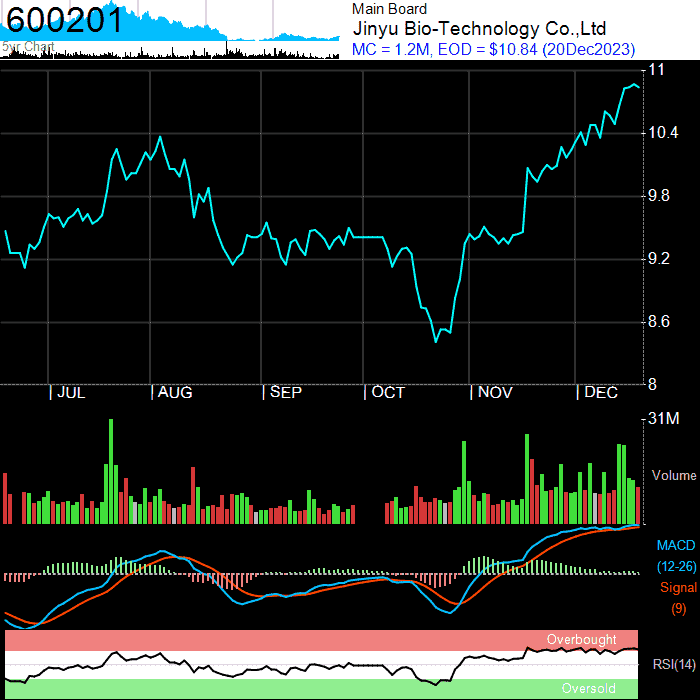 600201
5yr Chart
Main Board
Jinyu Bio-Technology Co.,Ltd
MC = 1.2M, EOD = $10.84 (20Dec2023)
11
10.4
9.8
9.2
8.6
8
JUL AUG SEP OCT NOV DEC
31M
Volume
MACD
(12-26)
Signal
(9)
Overbought
RSI(14)
Oversold